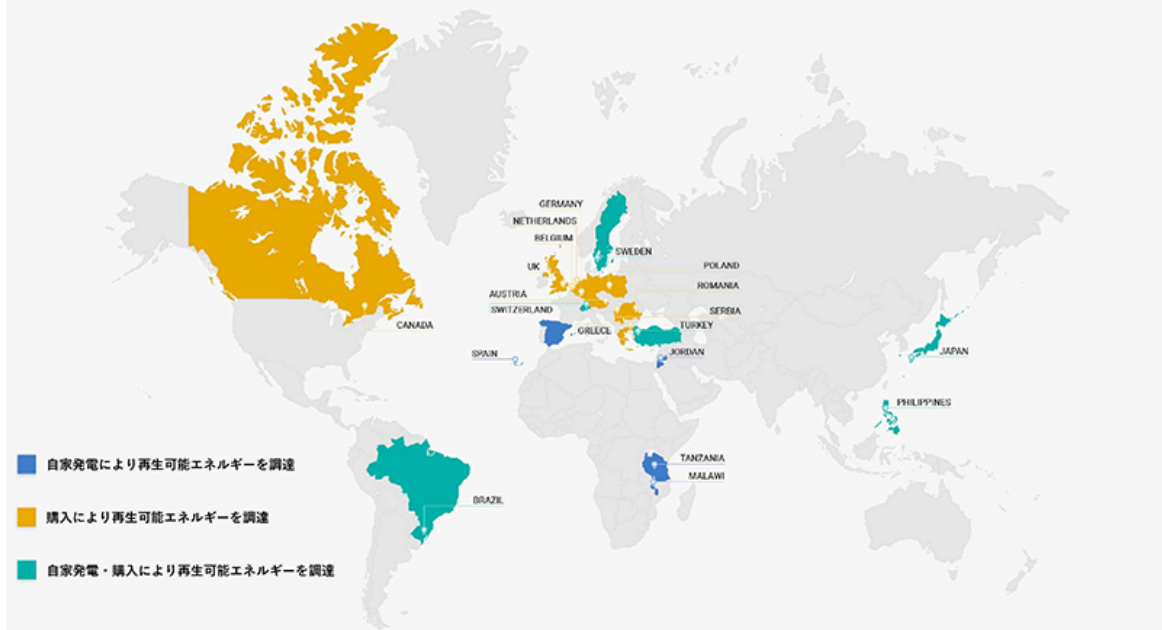 GERMANY
NETHERLANDS
BELGIUM
SWEDEN
UK
POLAND
ROMANIA
AUSTRIA
SWITZERLAND
SERBIA
CANADA
GREECE
TURKEY
SPAIN
JORDAN
JAPAN
PHILIPPINES
TANZANIA
MALAWI
BRAZIL
自家発電により再生可能エネルギーを調達
購入により再生可能エネルギーを調達
自家発電・購入により再生可能エネルギーを調達